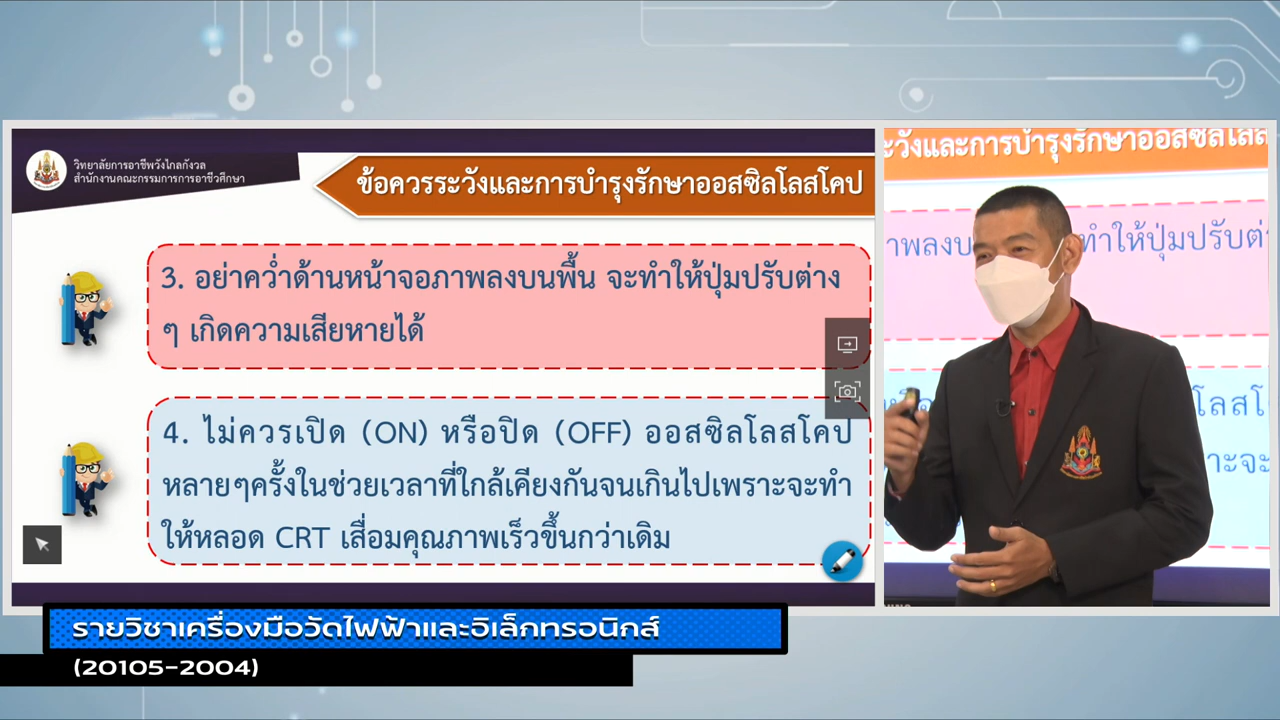 วิทยาลัยการอาชีพวังไกลกังวล
สำนักงานคณะกรรมการการอาชีวศึกษา
ข้อควรระวังและการบำรุงรักษาออสซิลโลสโคป
3. อย่าคว่ำด้านหน้าจอภาพลงบนพื้น จะทำให้ปุ่มปรับต่าง
ๆ เกิดความเสียหายได้
4. ไม่ควรเปิด (ON) หรือปิด (OFF) ออสซิลโลสโคป
หลายๆครั้งในช่วยเวลาที่ใกล้เคียงกันจนเกินไปเพราะจะทำ
ให้หลอด CRT เสื่อมคุณภาพเร็วขึ้นกว่าเดิม
ะวังและการบำรุงรักษาออสซิลโลส
าพลงบ ทำให้ปุ่มปรับต่
โลสโ
าะจะ
รายวิชาเครื่องมือวัดไฟฟ้าและอิเล็กทรอนิกส์
(20105-2004)